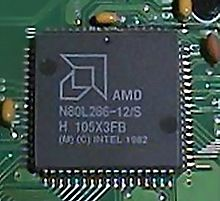 AMD
N80L286-12/S
H 105X3FB
(M) (C) INTEL 1982